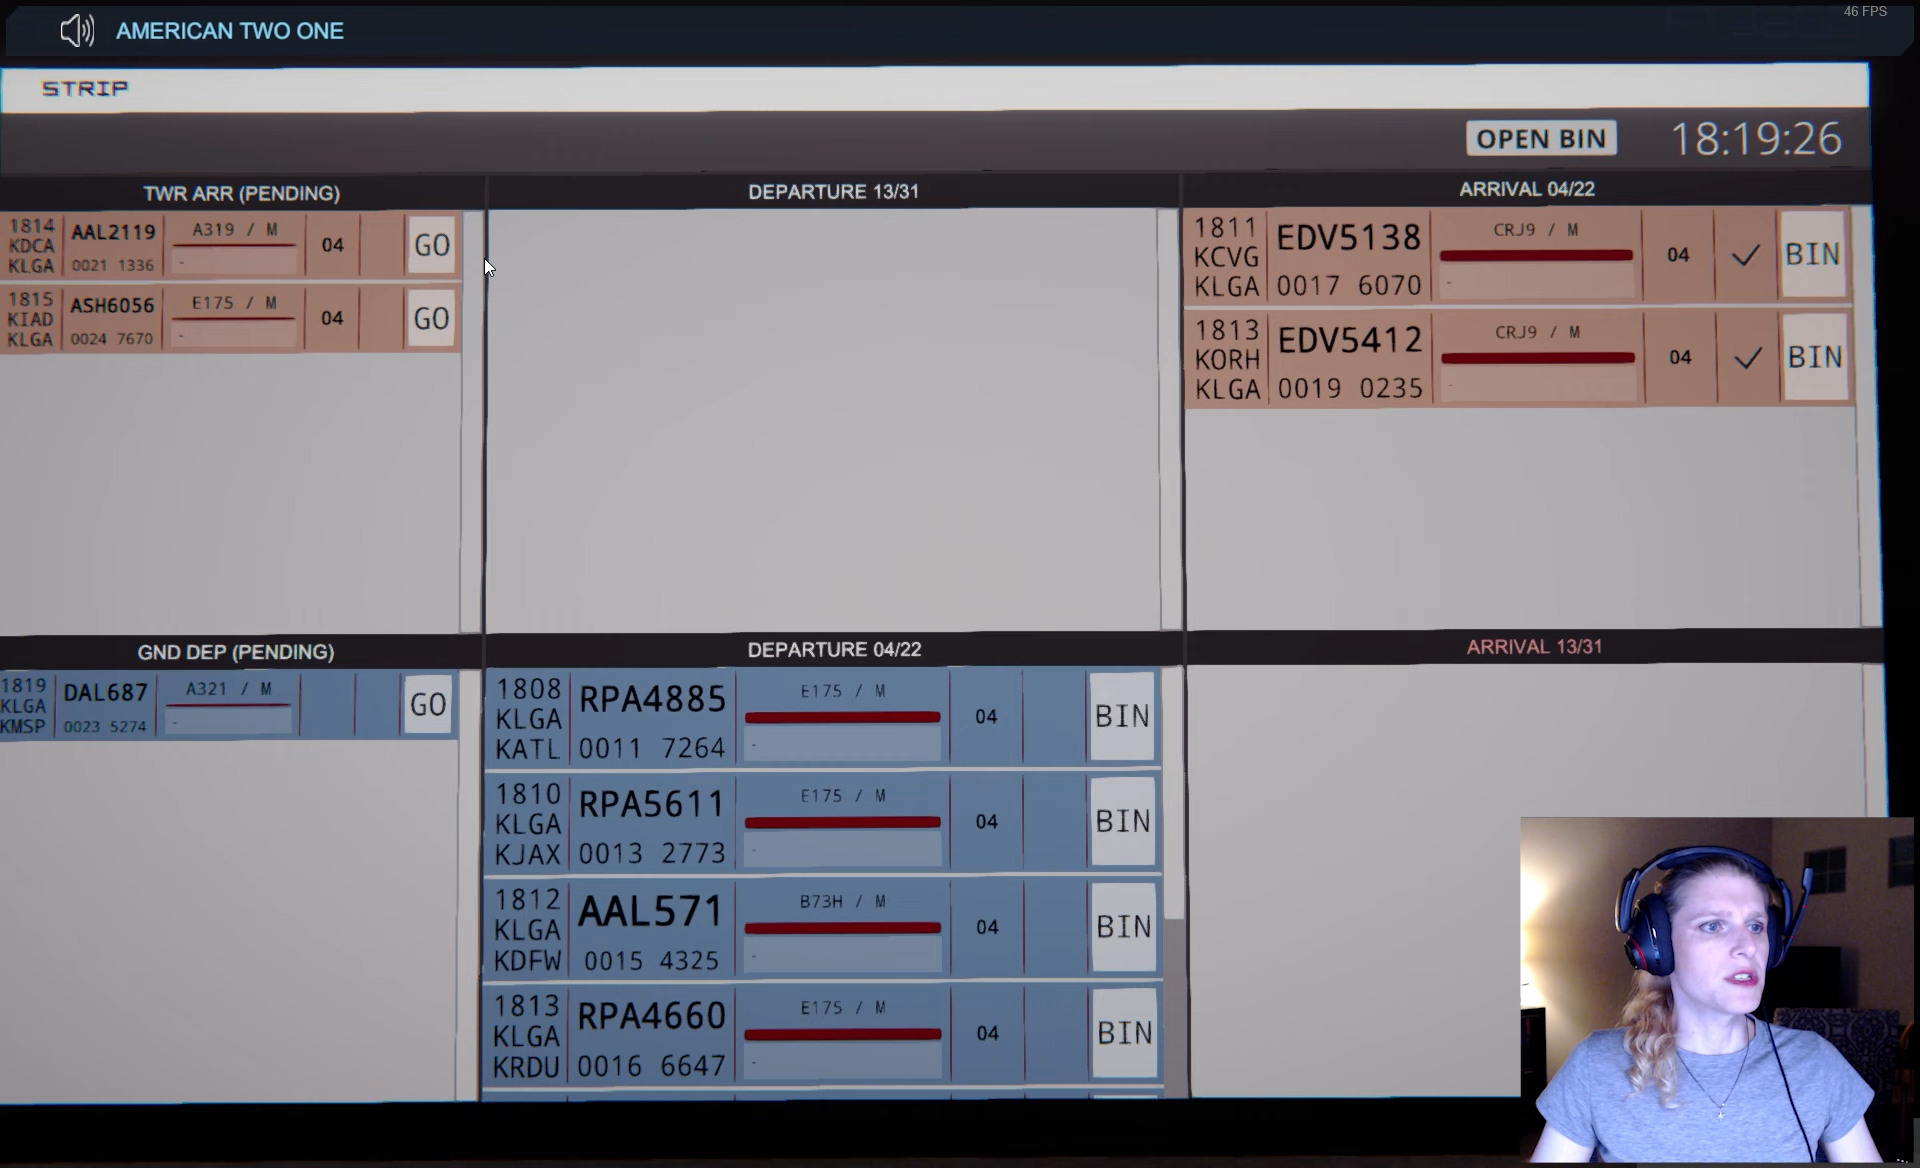 46 FPS
AMERICAN TWO ONE
STRIP
OPEN BIN 18:19:26
TWR ARR (PENDING)
1814 AAL2119 A319 / M 04 GO
KDCA
KLGA 0021 1336 -
1815 ASH6056 E175 / M 04 GO
KIAD
KLGA 0024 7670 -
DEPARTURE 13/31
ARRIVAL 04/22
1811 EDV5138 CRJ9 / M 04 ✓ BIN
KCVG
KLGA 0017 6070 -
1813 EDV5412 CRJ9 / M 04 ✓ BIN
KORH
KLGA 0019 0235 -
GND DEP (PENDING)
1819 DAL687 A321 / M GO
KLGA
KMSP 0023 5274 -
DEPARTURE 04/22
1808 RPA4885 E175 / M 04 BIN
KLGA
KATL 0011 7264 -
1810 RPA5611 E175 / M 04 BIN
KLGA
KJAX 0013 2773 -
1812 AAL571 B73H / M 04 BIN
KLGA
KDFW 0015 4325 -
1813 RPA4660 E175 / M 04 BIN
KLGA
KRDU 0016 6647 -
ARRIVAL 13/31